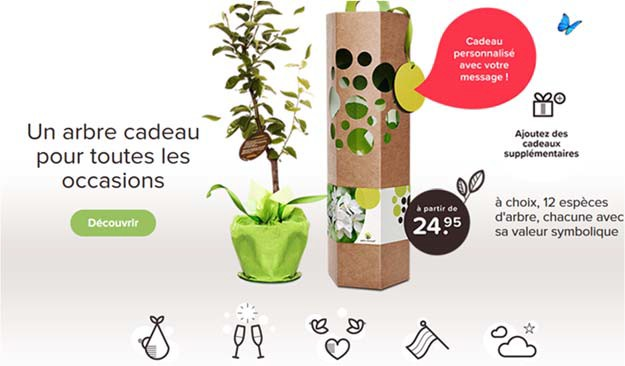 Cadeau
personnalisé
avec votre
message !
Ajoutez des
cadeaux
supplémentaires
Un arbre cadeau
pour toutes les
occasions
Découvrir
à partir de
24.95
à choix, 12 espèces
d'arbre, chacune avec
sa valeur symbolique